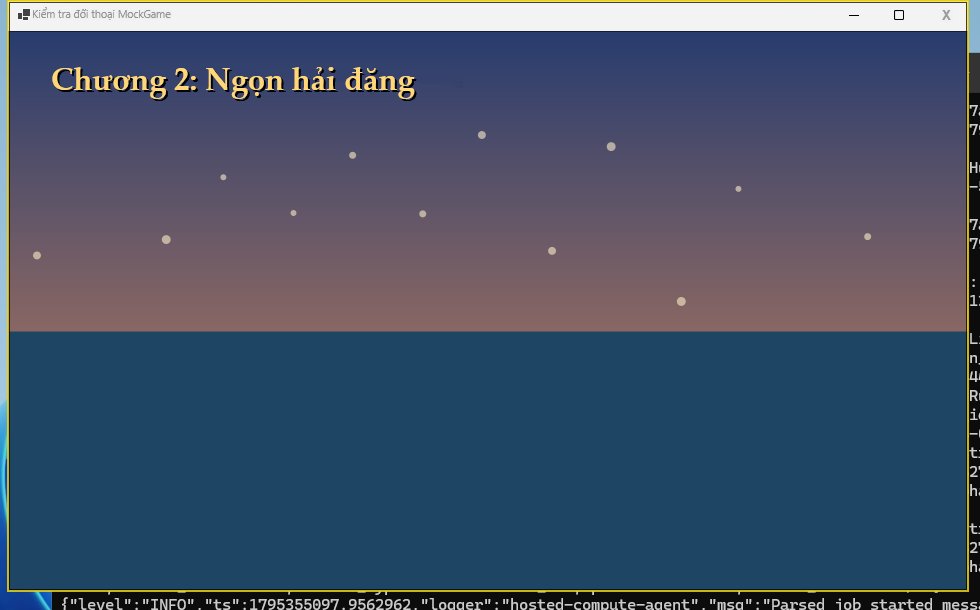 Kiểm tra đối thoại MockGame
Chương 2: Ngọn hải đăng
{"level":"INFO","ts":1795355097.9562962,"logger":"hosted-compute-agent","msg":"Parsed job started mes